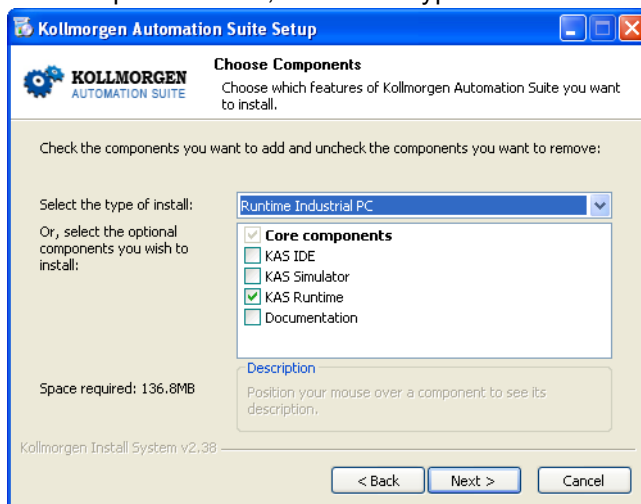 Kollmorgen Automation Suite Setup
KOLLMORGEN
AUTOMATION SUITE
Choose Components
Choose which features of Kollmorgen Automation Suite you want
to install.
Check the components you want to add and uncheck the components you want to remove:
Select the type of install:
Runtime Industrial PC
Or, select the optional
components you wish to
install:
Core components
KAS IDE
KAS Simulator
KAS Runtime
Documentation
Space required: 136.8MB
Description
Position your mouse over a component to see its
description.
Kollmorgen Install System v2.38
< Back
Next >
Cancel